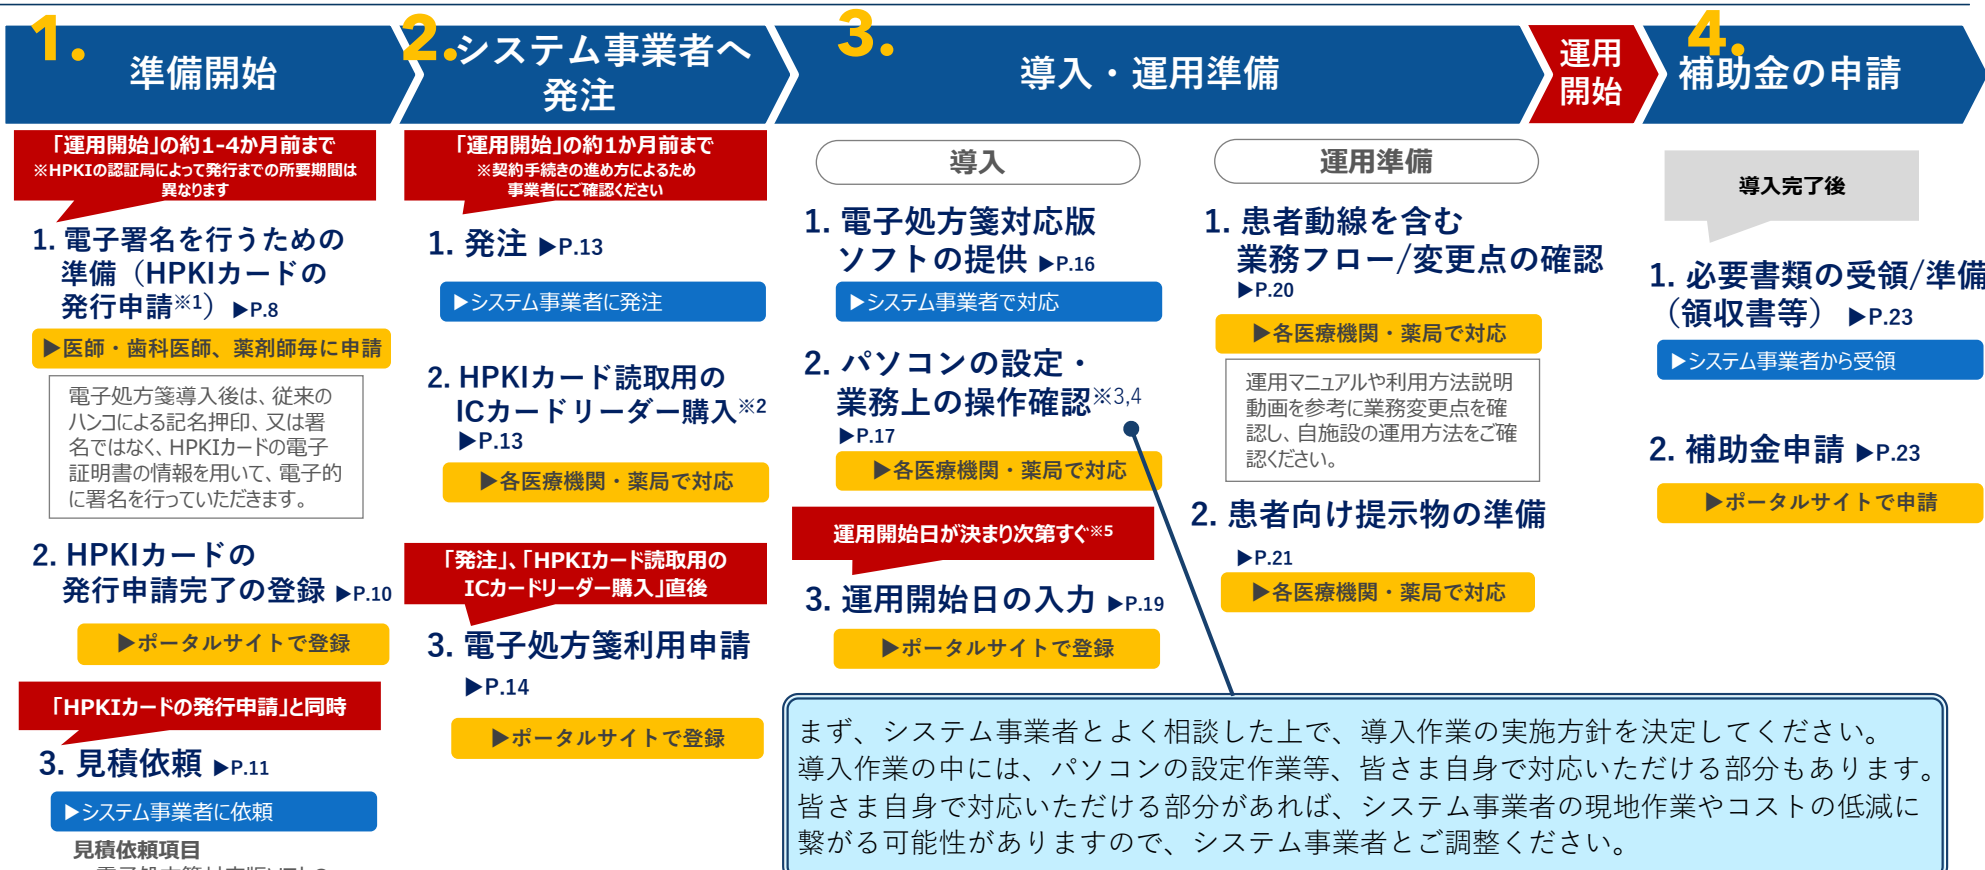 1.
準備開始
2.
システム事業者へ
発注
3.
導入・運用準備
運用
開始
4.
補助金の申請
「運用開始」の約1-4か月前まで
※HPKIの認証局によって発行までの所要期間は
異なります
1. 電子署名を行うための
準備（HPKIカードの
発行申請※1） ▶P.8
▶医師・歯科医師、薬剤師毎に申請
電子処方箋導入後は、従来の
ハンコによる記名押印、又は署
名ではなく、HPKIカードの電子
証明書の情報を用いて、電子的
に署名を行っていただきます。
2. HPKIカードの
発行申請完了の登録 ▶P.10
▶ポータルサイトで登録
「HPKIカードの発行申請」と同時
3. 見積依頼 ▶P.11
▶システム事業者に依頼
見積依頼項目
「運用開始」の約1か月前まで
※契約手続きの進め方によるため
事業者にご確認ください
1. 発注 ▶P.13
▶システム事業者に発注
2. HPKIカード読取用の
ICカードリーダー購入※2
▶P.13
▶各医療機関・薬局で対応
「発注」、「HPKIカード読取用の
ICカードリーダー購入」直後
3. 電子処方箋利用申請
▶P.14
▶ポータルサイトで登録
導入
1. 電子処方箋対応版
ソフトの提供 ▶P.16
▶システム事業者で対応
2. パソコンの設定・
業務上の操作確認※3,4
▶P.17
▶各医療機関・薬局で対応
運用開始日が決まり次第すぐ※5
3. 運用開始日の入力 ▶P.19
▶ポータルサイトで登録
運用準備
1. 患者動線を含む
業務フロー/変更点の確認
▶P.20
▶各医療機関・薬局で対応
運用マニュアルや利用方法説明
動画を参考に業務変更点を確
認し、自施設の運用方法をご確
認ください。
2. 患者向け提示物の準備
▶P.21
▶各医療機関・薬局で対応
導入完了後
1. 必要書類の受領/準備
（領収書等） ▶P.23
▶システム事業者から受領
2. 補助金申請 ▶P.23
▶ポータルサイトで申請
まず、システム事業者とよく相談した上で、導入作業の実施方針を決定してください。
導入作業の中には、パソコンの設定作業等、皆さま自身で対応いただける部分もあります。
皆さま自身で対応いただける部分があれば、システム事業者の現地作業やコストの低減に
繋がる可能性がありますので、システム事業者とご調整ください。